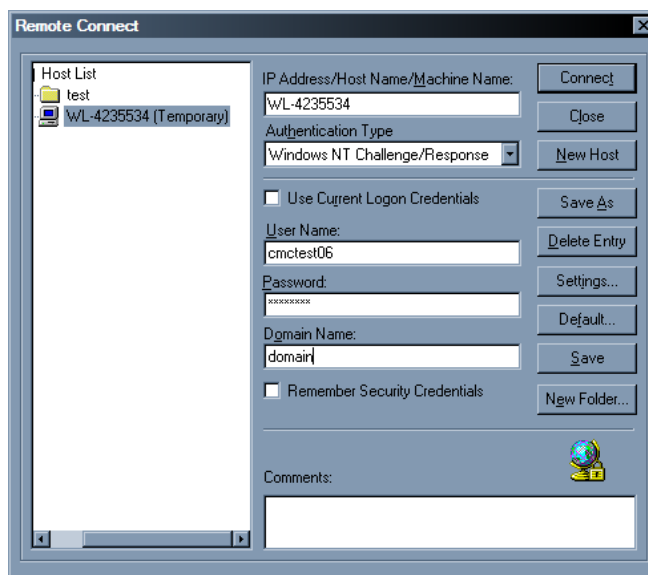 Remote Connect
Host List
test
WL-4235534 (Temporary)
IP Address/Host Name/Machine Name:
WL-4235534
Authentication Type
Windows NT Challenge/Response
Use Current Logon Credentials
User Name:
cmctest06
Password:
××××××××
Domain Name:
domain
Remember Security Credentials
Comments:
Connect
Close
New Host
Save As
Delete Entry
Settings...
Default...
Save
New Folder...